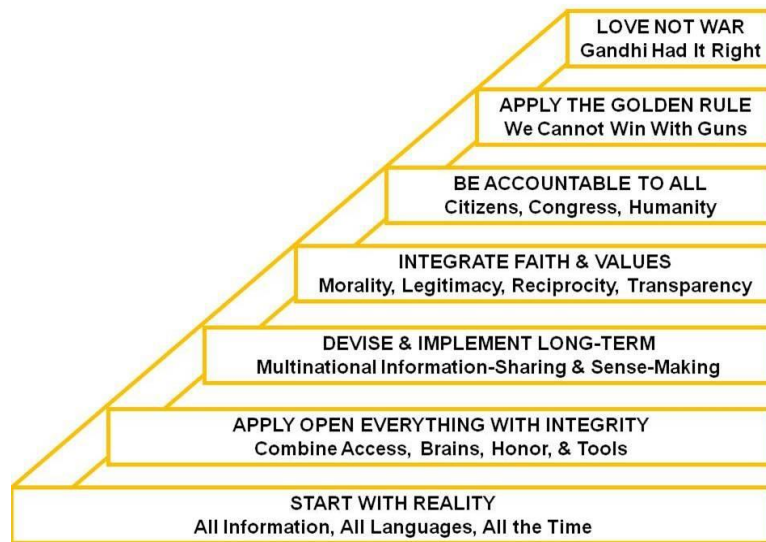 LOVE NOT WAR
Gandhi Had It Right
APPLY THE GOLDEN RULE
We Cannot Win With Guns
BE ACCOUNTABLE TO ALL
Citizens, Congress, Humanity
INTEGRATE FAITH & VALUES
Morality, Legitimacy, Reciprocity, Transparency
DEVISE & IMPLEMENT LONG-TERM
Multinational Information-Sharing & Sense-Making
APPLY OPEN EVERYTHING WITH INTEGRITY
Combine Access, Brains, Honor, & Tools
START WITH REALITY
All Information, All Languages, All the Time